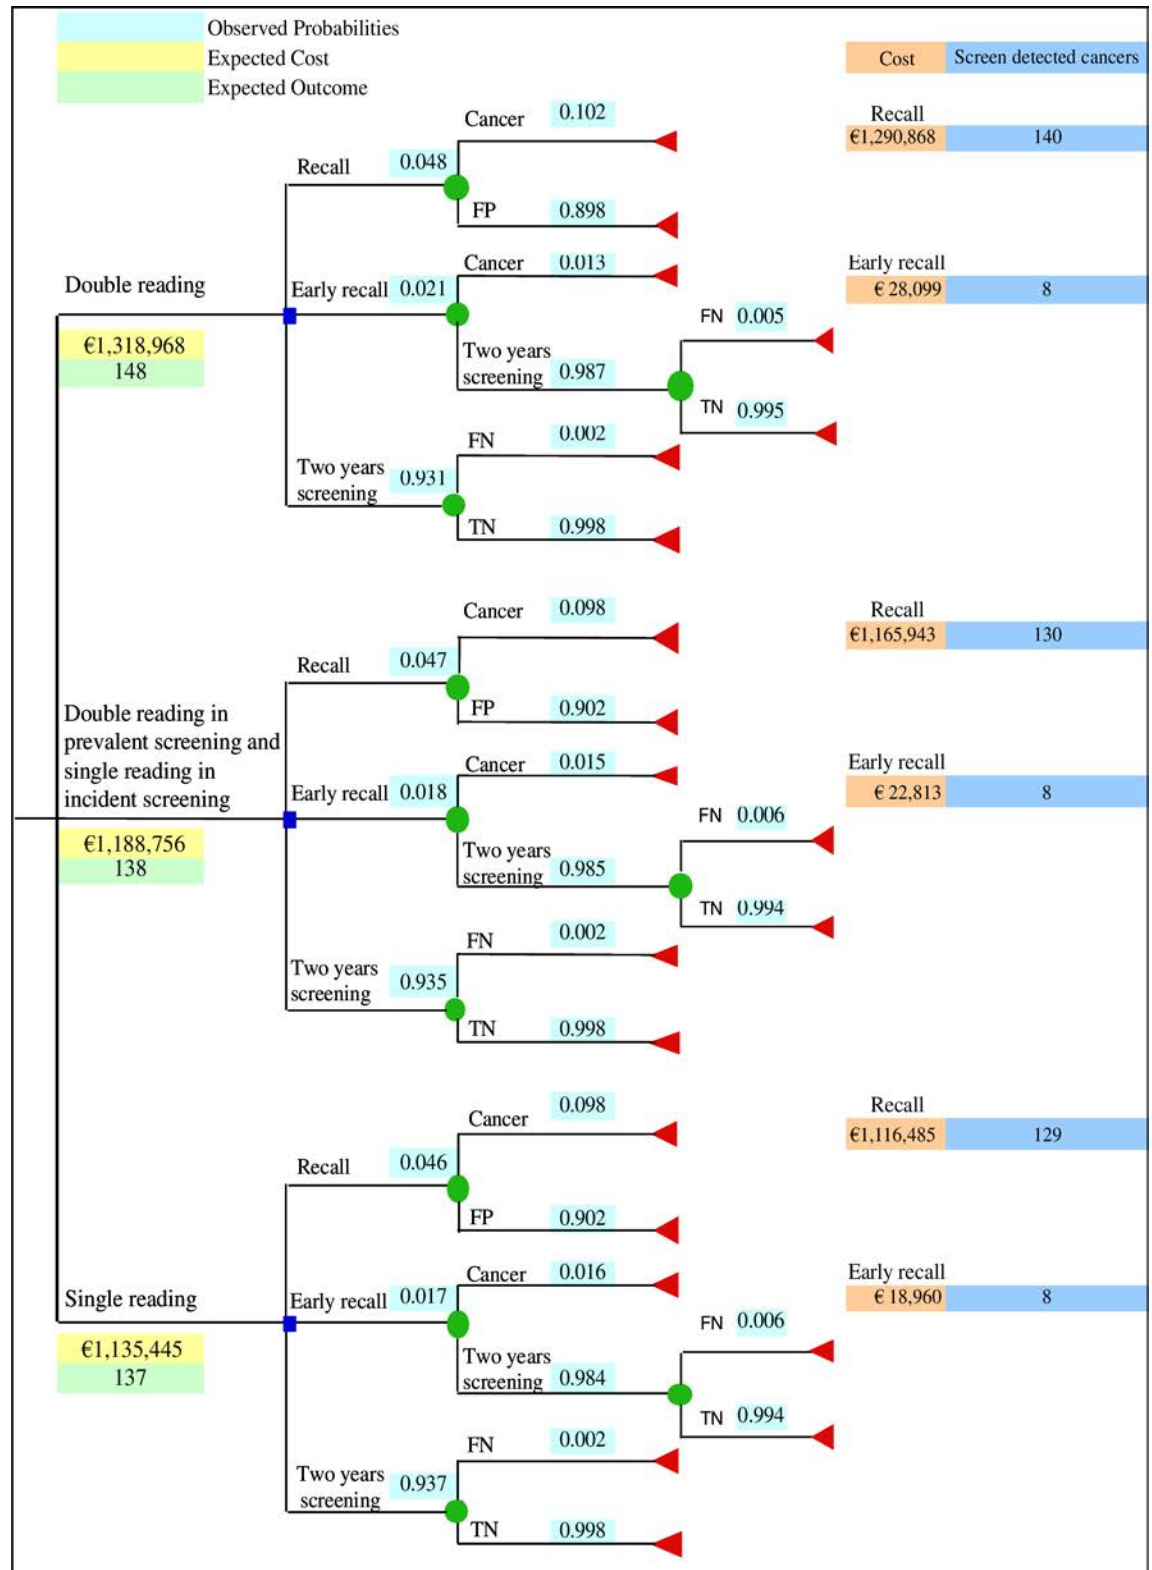 Observed Probabilities
Expected Cost
Expected Outcome
Cost Screen detected cancers
Recall
€1,290,868 140
Cancer 0.102
Recall 0.048
FP 0.898
Early recall
€ 28,099 8
Cancer 0.013
Double reading
Early recall 0.021
€1,318,968
148
FN 0.005
Two years
screening 0.987
TN 0.995
FN 0.002
Two years
screening 0.931
TN 0.998
Recall
€1,165,943 130
Cancer 0.098
Recall 0.047
FP 0.902
Double reading in
prevalent screening and
single reading in
incident screening
Early recall
€ 22,813 8
Cancer 0.015
Early recall 0.018
€1,188,756
138
FN 0.006
Two years
screening 0.985
TN 0.994
FN 0.002
Two years
screening 0.935
TN 0.998
Recall
€1,116,485 129
Cancer 0.098
Recall 0.046
FP 0.902
Early recall
€ 18,960 8
Cancer 0.016
Single reading
Early recall 0.017
€1,135,445
137
FN 0.006
Two years
screening 0.984
TN 0.994
FN 0.002
Two years
screening 0.937
TN 0.998